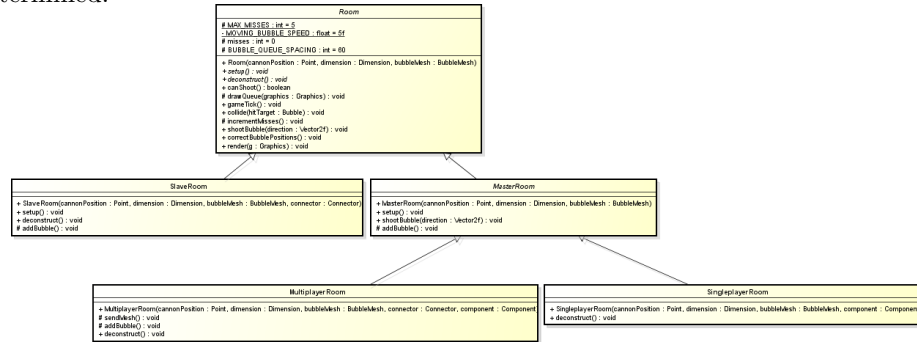 termined.
Room
# MAX_MISSES : int = 5
- MOVING_BUBBLE_SPEED : float = 5f
# misses : int = 0
# BUBBLE_QUEUE_SPACING : int = 60
+ Room(cannonPosition : Point, dimension : Dimension, bubbleMesh : BubbleMesh)
+ setup() : void
+ deconstruct() : void
+ canShoot() : boolean
# drawQueue(graphics : Graphics) : void
+ gameTick() : void
+ collide(hitTarget : Bubble) : void
# incrementMisses() : void
+ shootBubble(direction : Vector2f) : void
+ correctBubblePositions() : void
+ render(g : Graphics) : void
SlaveRoom
+ SlaveRoom(cannonPosition : Point, dimension : Dimension, bubbleMesh : BubbleMesh, connector : Connector)
+ setup() : void
+ deconstruct() : void
# addBubble() : void
MasterRoom
+ MasterRoom(cannonPosition : Point, dimension : Dimension, bubbleMesh : BubbleMesh)
+ setup() : void
+ shootBubble(direction : Vector2f) : void
# addBubble() : void
MultiplayerRoom
+ MultiplayerRoom(cannonPosition : Point, dimension : Dimension, bubbleMesh : BubbleMesh, connector : Connector, component : Component
# sendMesh() : void
# addBubble() : void
+ deconstruct() : void
SingleplayerRoom
+ SingleplayerRoom(cannonPosition : Point, dimension : Dimension, bubbleMesh : BubbleMesh, component : Component
+ deconstruct() : void